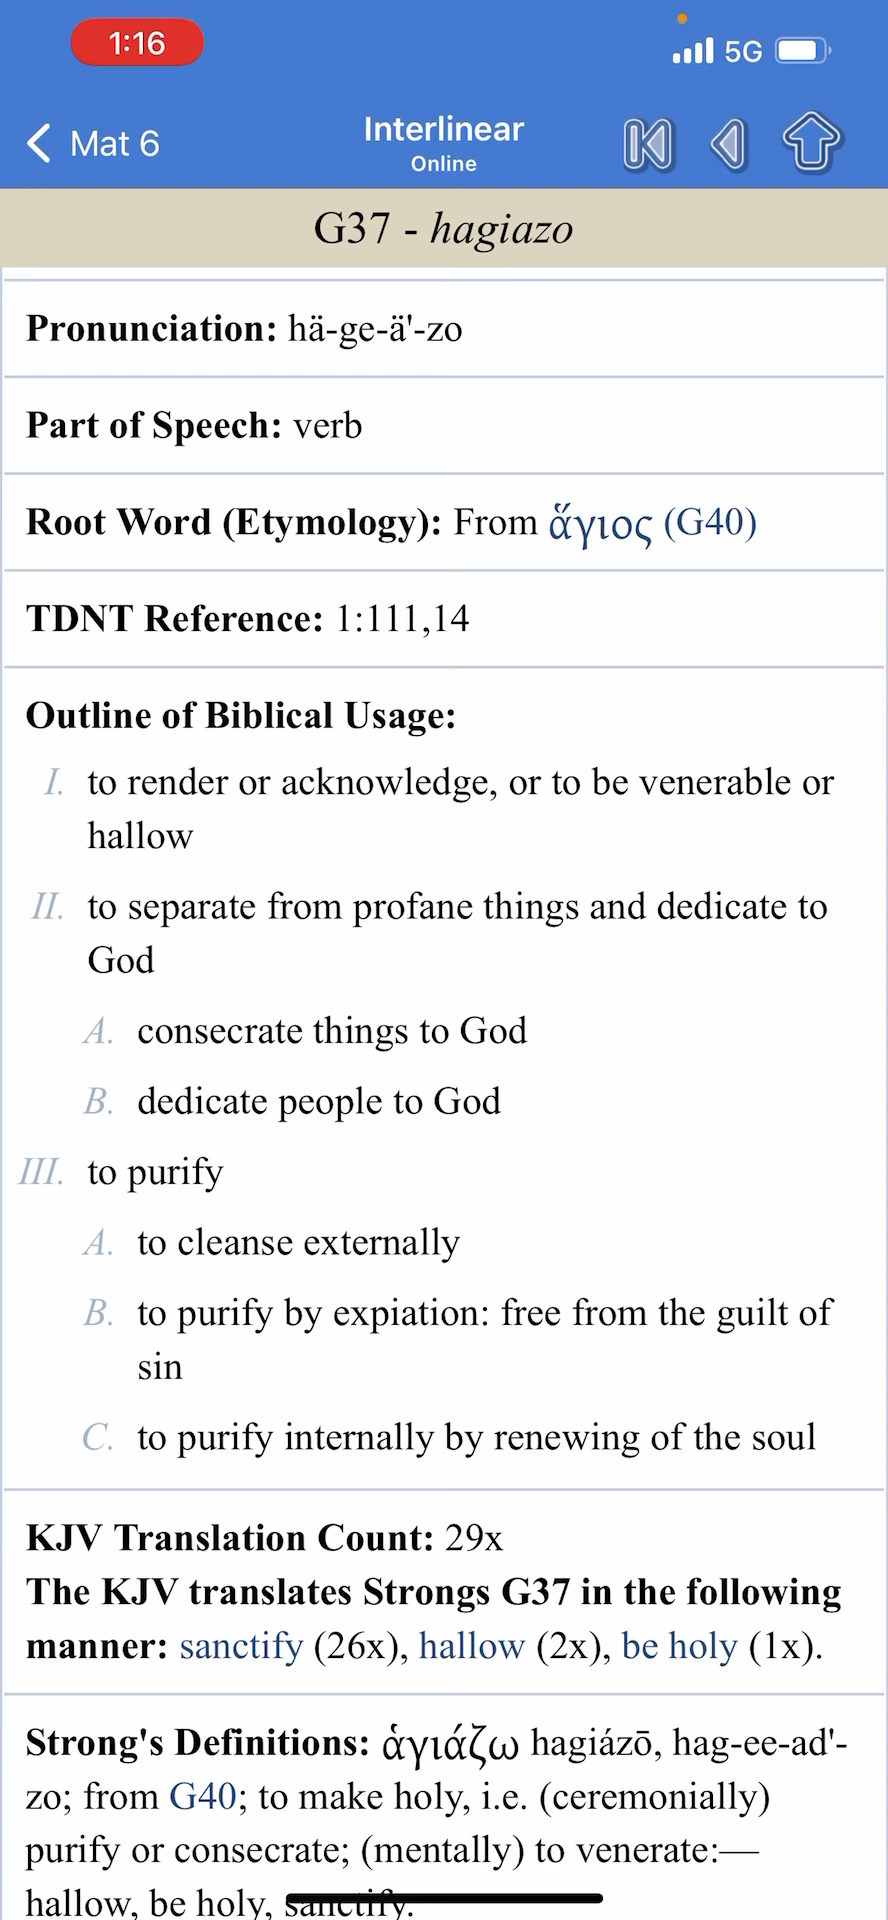 1:16
5G
Mat 6
Interlinear
Online
G37 - hagiazo
Pronunciation: hä-ge-ä'-zo
Part of Speech: verb
Root Word (Etymology): From ἅγιος (G40)
TDNT Reference: 1:111,14
Outline of Biblical Usage:
I. to render or acknowledge, or to be venerable or
hallow
II. to separate from profane things and dedicate to
God
A. consecrate things to God
B. dedicate people to God
III. to purify
A. to cleanse externally
B. to purify by expiation: free from the guilt of
sin
C. to purify internally by renewing of the soul
KJV Translation Count: 29x
The KJV translates Strongs G37 in the following
manner: sanctify (26x), hallow (2x), be holy (1x).
Strong's Definitions: ἁγιάζω hagiázō, hag-ee-ad'-
zo; from G40; to make holy, i.e. (ceremonially)
purify or consecrate; (mentally) to venerate:—
hallow, be holy, sanctify.